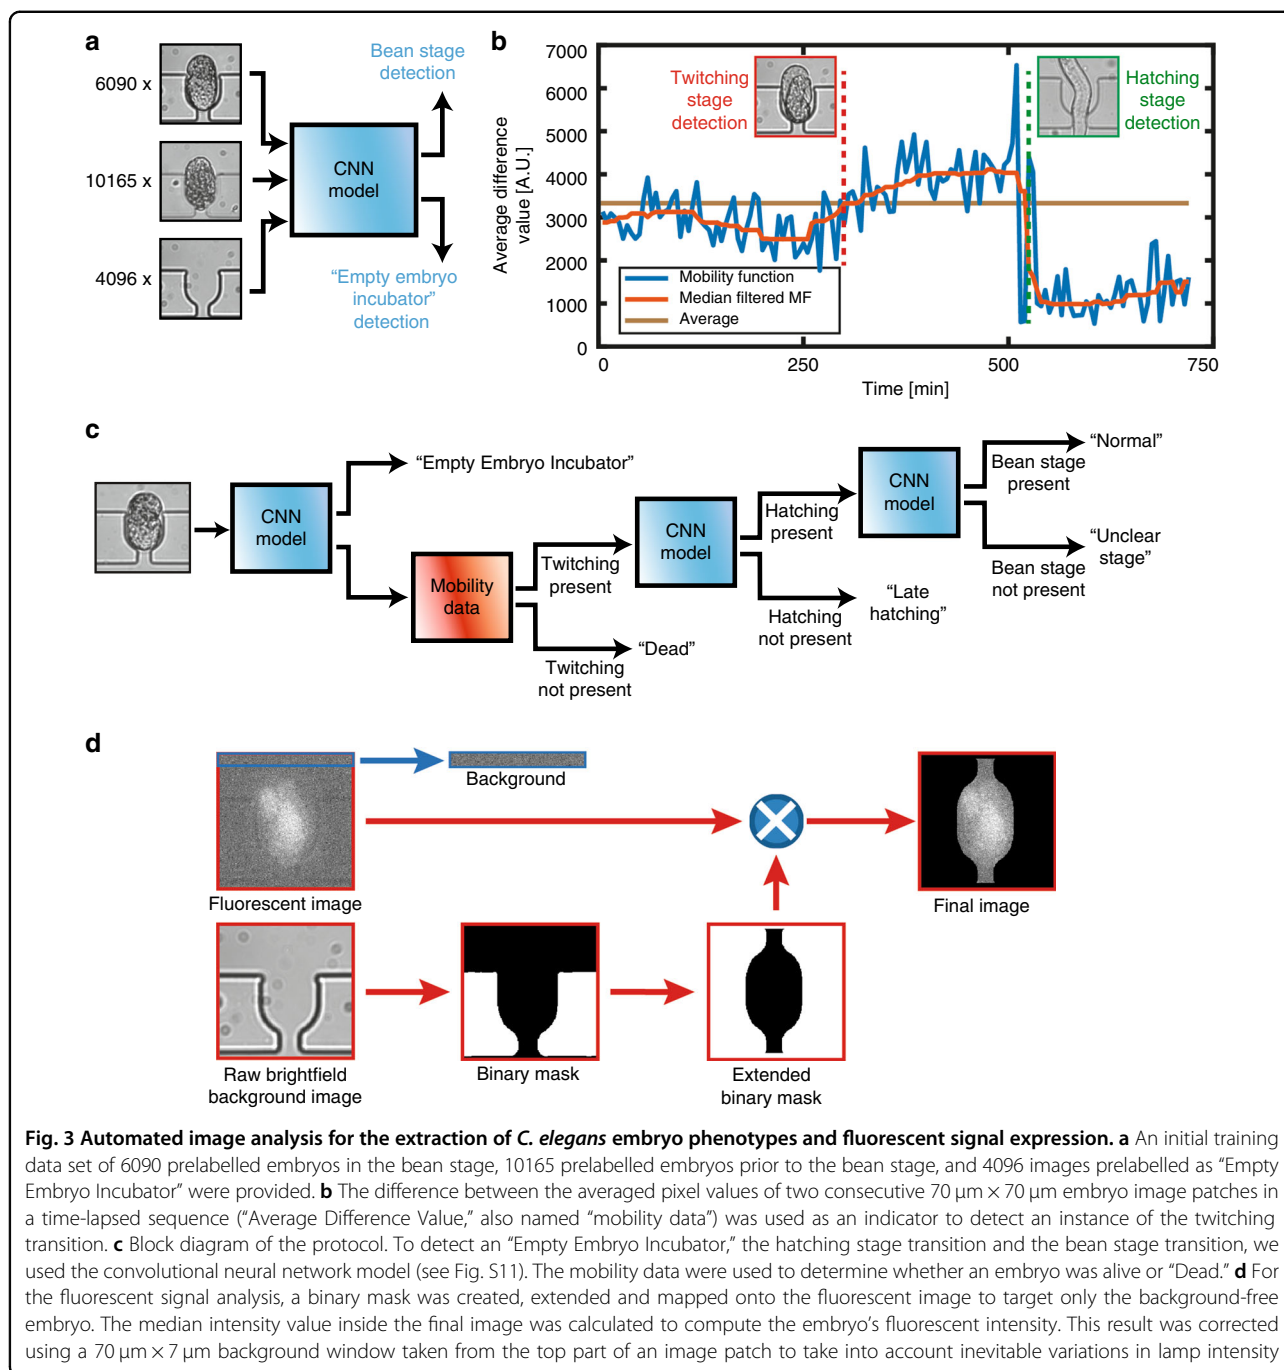 a
6090 x
10165 x
4096 x
CNN
model
Bean stage
detection
“Empty embryo
incubator”
detection
b
Average difference
value [A.U.]
7000
6000
5000
4000
3000
2000
1000
0
0
250
500
750
Time [min]
Twitching
stage
detection
Hatching
stage
detection
Mobility function
Median filtered MF
Average
c
CNN
model
“Empty Embryo Incubator”
Mobility
data
Twitching
present
Twitching
not present
“Dead”
CNN
model
Hatching
present
Hatching
not present
“Late
hatching”
CNN
model
Bean stage
present
“Normal”
Bean stage
not present
“Unclear
stage”
d
Fluorescent image
Background
Final image
Raw brightfield
background image
Binary mask
Extended
binary mask
Fig. 3 Automated image analysis for the extraction of C. elegans embryo phenotypes and fluorescent signal expression. a An initial training
data set of 6090 prelabelled embryos in the bean stage, 10165 prelabelled embryos prior to the bean stage, and 4096 images prelabelled as “Empty
Embryo Incubator” were provided. b The difference between the averaged pixel values of two consecutive 70 μm × 70 μm embryo image patches in
a time-lapsed sequence (“Average Difference Value,” also named “mobility data”) was used as an indicator to detect an instance of the twitching
transition. c Block diagram of the protocol. To detect an “Empty Embryo Incubator,” the hatching stage transition and the bean stage transition, we
used the convolutional neural network model (see Fig. S11). The mobility data were used to determine whether an embryo was alive or “Dead.” d For
the fluorescent signal analysis, a binary mask was created, extended and mapped onto the fluorescent image to target only the background-free
embryo. The median intensity value inside the final image was calculated to compute the embryo’s fluorescent intensity. This result was corrected
using a 70 μm × 7 μm background window taken from the top part of an image patch to take into account inevitable variations in lamp intensity